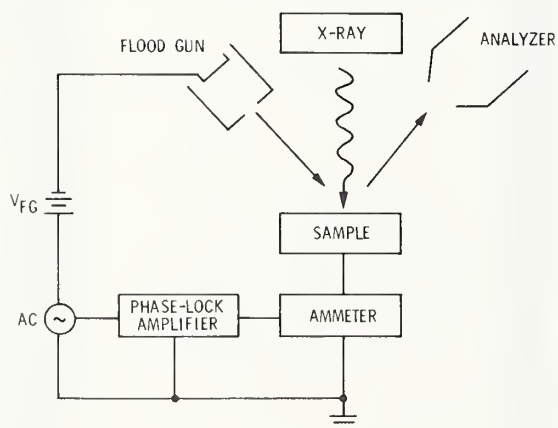 FLOOD GUN
X-RAY
ANALYZER
V_FG
SAMPLE
AC
~
PHASE-LOCK
AMPLIFIER
AMMETER